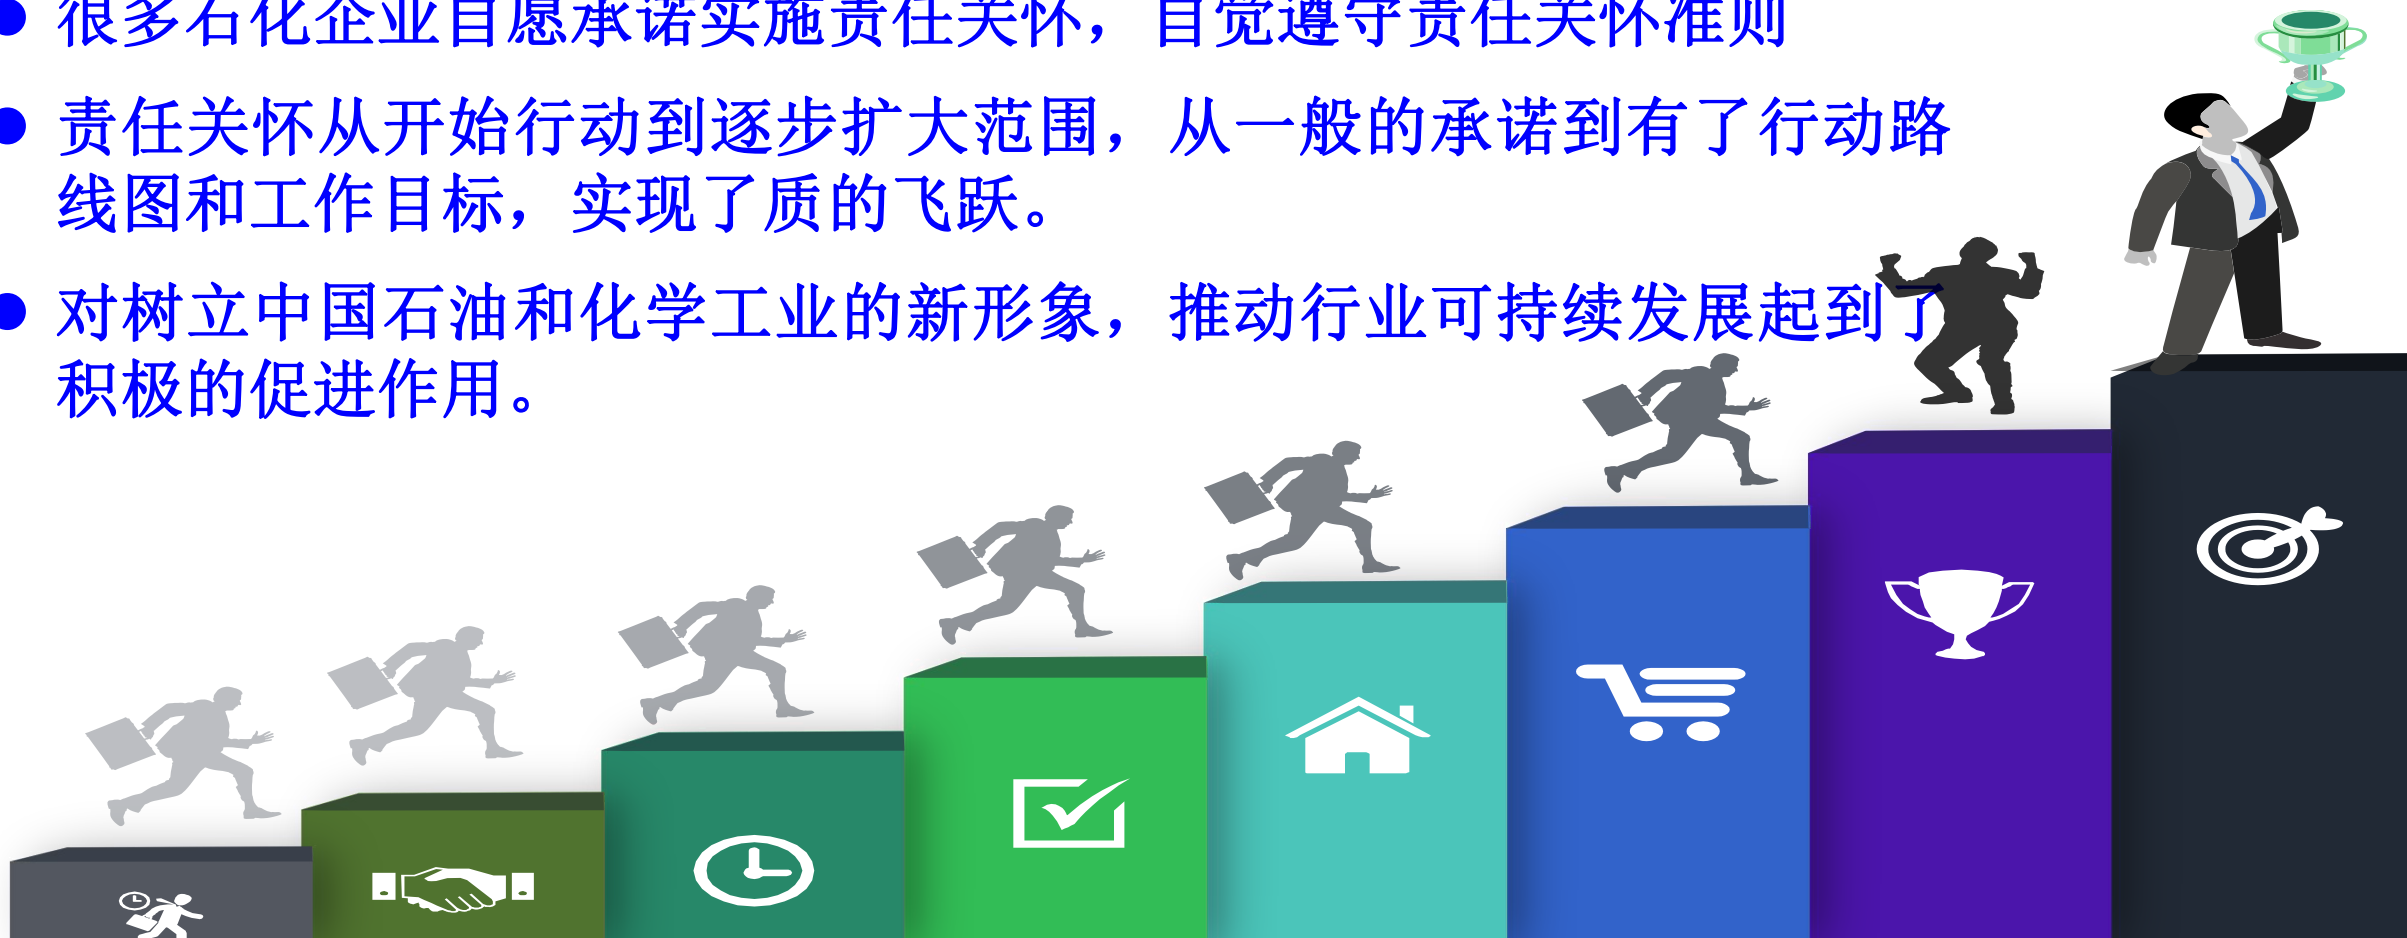 很多石化企业自愿承诺实施责任关怀，自觉遵守责任关怀准则
责任关怀从开始行动到逐步扩大范围，从一般的承诺到有了行动路
线图和工作目标，实现了质的飞跃。
对树立中国石油和化学工业的新形象，推动行业可持续发展起到了
积极的促进作用。